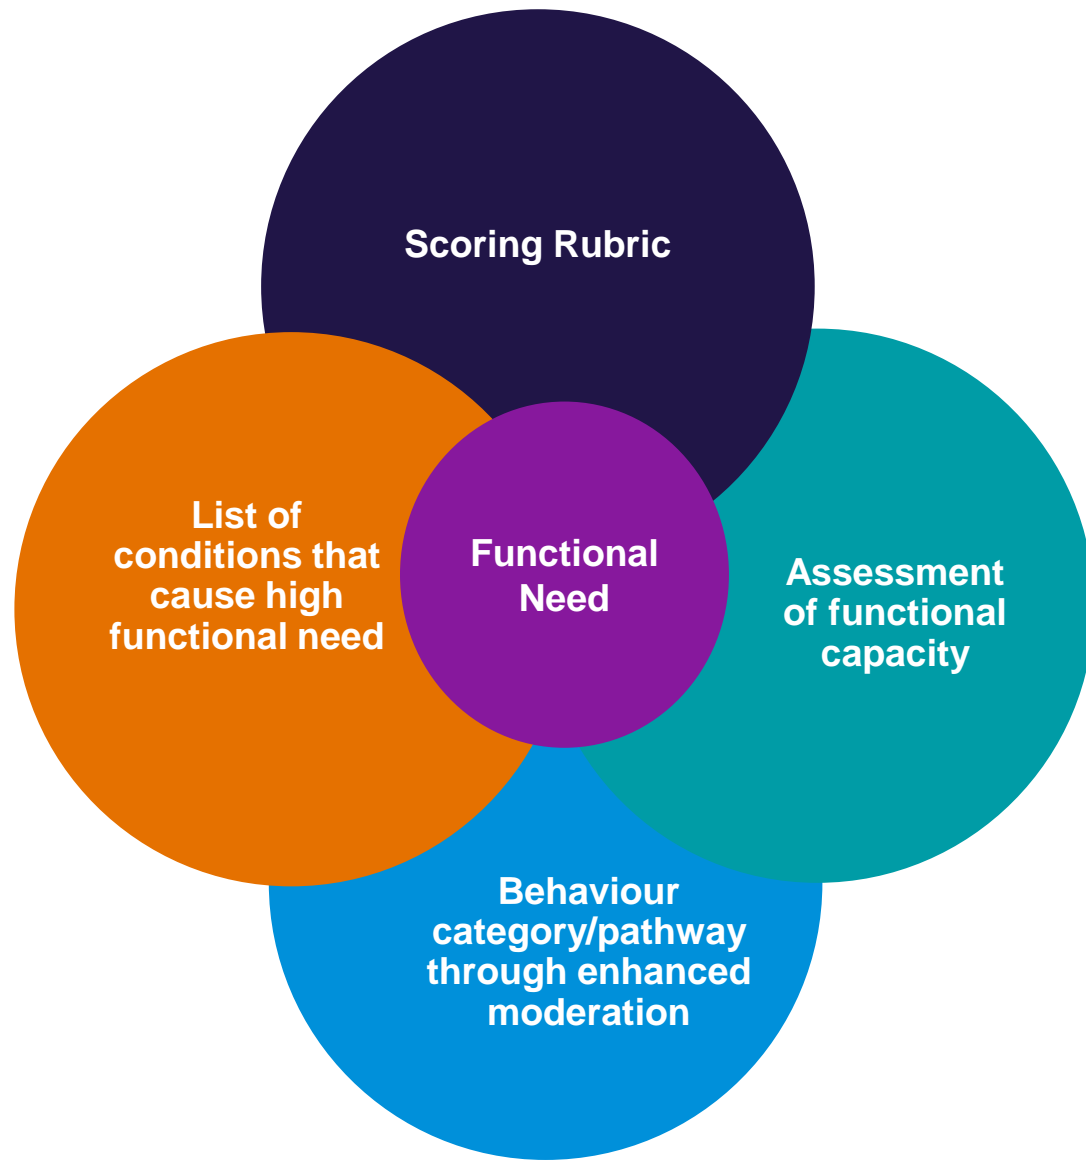 Scoring Rubric
List of
conditions that
cause high
functional need
Functional
Need
Assessment
of functional
capacity
Behaviour
category/pathway
through enhanced
moderation